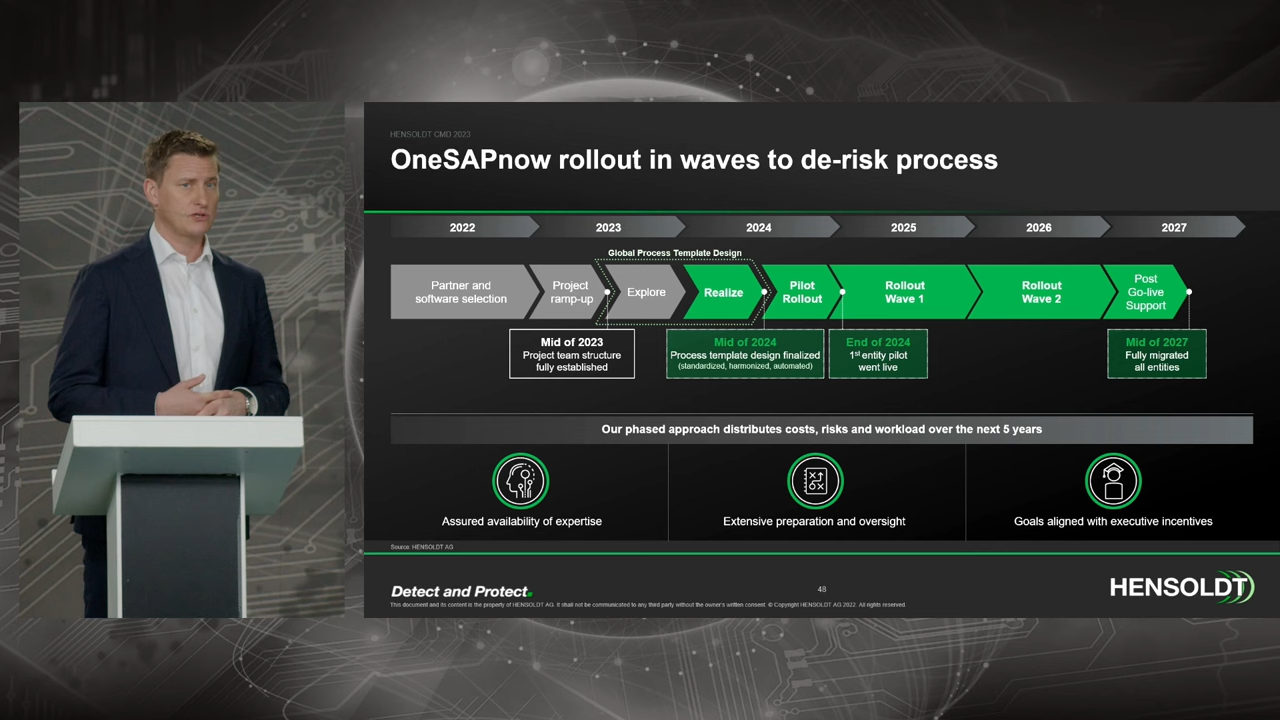 HENSOLDT CMD 2023
OneSAPnow rollout in waves to de-risk process
2022
2023
2024
2025
2026
2027
Global Process Template Design
Partner and
software selection
Project
ramp-up
Explore
Realize
Pilot
Rollout
Rollout
Wave 1
Rollout
Wave 2
Post
Go-live
Support
Mid of 2023
Project team structure
fully established
Mid of 2024
Process template design finalized
(standardized, harmonized, automated)
End of 2024
1st entity pilot
went live
Mid of 2027
Fully migrated
all entities
Our phased approach distributes costs, risks and workload over the next 5 years
Assured availability of expertise
Extensive preparation and oversight
Goals aligned with executive incentives
Source: HENSOLDT AG
Detect and Protect.
48
HENSOLDT
This document and its content is the property of HENSOLDT AG. It shall not be communicated to any third party without the owner's written consent. © Copyright HENSOLDT AG 2022. All rights reserved.